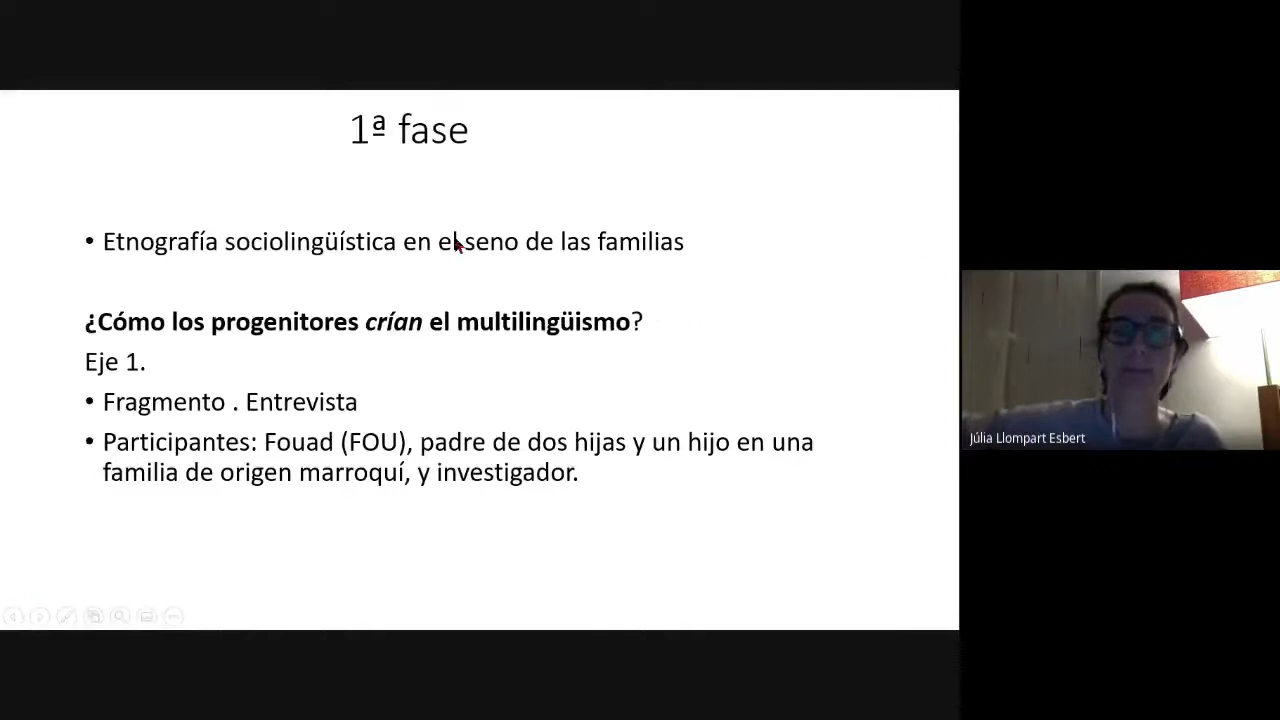 1ª fase
• Etnografía sociolingüística en el seno de las familias
¿Cómo los progenitores crían el multilingüismo?
Eje 1.
• Fragmento . Entrevista
• Participantes: Fouad (FOU), padre de dos hijas y un hijo en una
familia de origen marroquí, y investigador.
Júlia Llompart Esbert